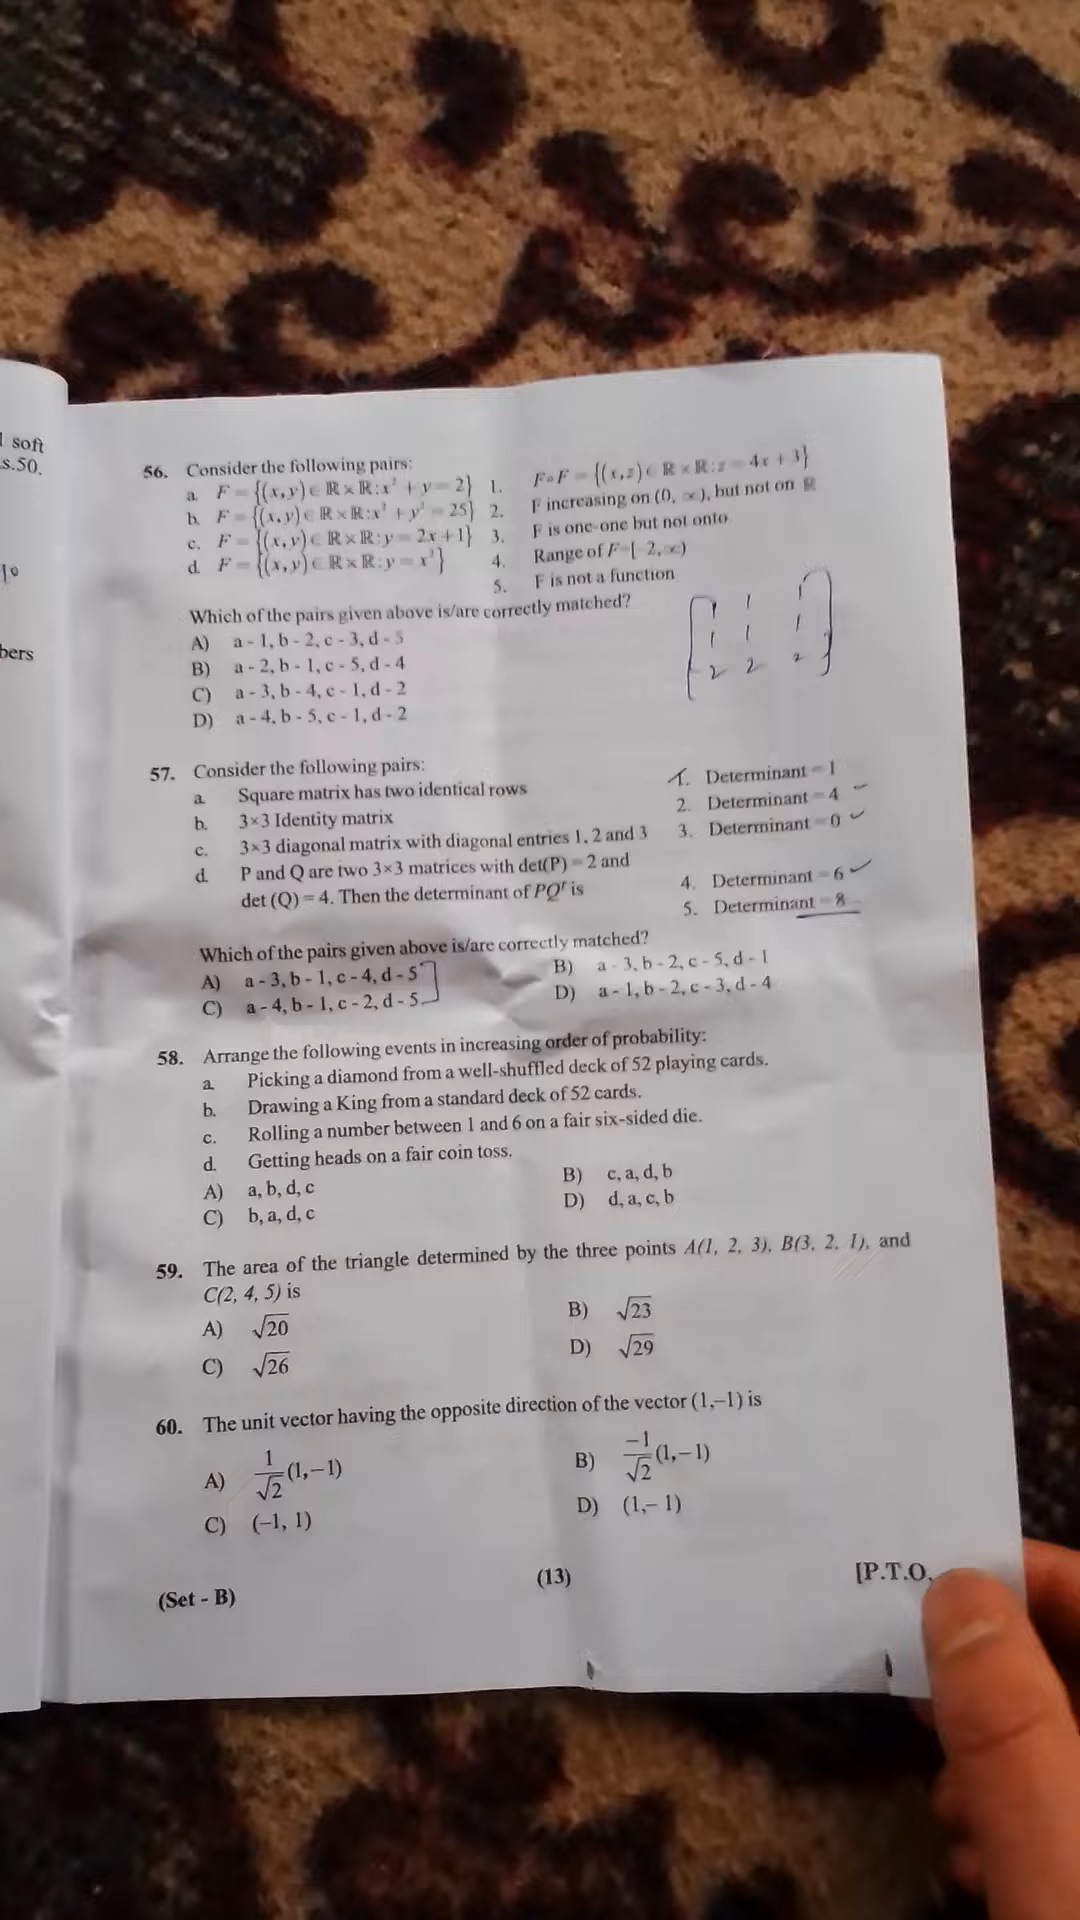 l soft
s.50.
bers
56. Consider the following pairs:
a. F = {(x,y) ∈ ℝ×ℝ: x² + y = 2} 1. F∘F = {(x,z) ∈ ℝ×ℝ: z = 4x + 3}
b. F = {(x,y) ∈ ℝ×ℝ: x² + y² = 25} 2. F increasing on (0, ∞), but not on ℝ
c. F = {(x,y) ∈ ℝ×ℝ: y = 2x + 1} 3. F is one-one but not onto
d. F = {(x,y) ∈ ℝ×ℝ: y = x²} 4. Range of F=[-2,∞)
5. F is not a function
Which of the pairs given above is/are correctly matched?
A) a - 1, b - 2, c - 3, d - 5
B) a - 2, b - 1, c - 5, d - 4
C) a - 3, b - 4, c - 1, d - 2
D) a - 4, b - 5, c - 1, d - 2
1 1 1
1 1 1
2 2 2
57. Consider the following pairs:
a. Square matrix has two identical rows 1. Determinant = 1
b. 3×3 Identity matrix 2. Determinant = 4
c. 3×3 diagonal matrix with diagonal entries 1, 2 and 3 3. Determinant = 0
d. P and Q are two 3×3 matrices with det(P) = 2 and
det (Q) = 4. Then the determinant of PQᵀ is 4. Determinant = 6
5. Determinant = 8
Which of the pairs given above is/are correctly matched?
A) a - 3, b - 1, c - 4, d - 5 B) a - 3, b - 2, c - 5, d - 1
C) a - 4, b - 1, c - 2, d - 5 D) a - 1, b - 2, c - 3, d - 4
58. Arrange the following events in increasing order of probability:
a. Picking a diamond from a well-shuffled deck of 52 playing cards.
b. Drawing a King from a standard deck of 52 cards.
c. Rolling a number between 1 and 6 on a fair six-sided die.
d. Getting heads on a fair coin toss.
A) a, b, d, c B) c, a, d, b
C) b, a, d, c D) d, a, c, b
59. The area of the triangle determined by the three points A(1, 2, 3), B(3, 2, 1), and
C(2, 4, 5) is
A) √20 B) √23
C) √26 D) √29
60. The unit vector having the opposite direction of the vector (1,–1) is
A) 1/√2 (1,–1) B) –1/√2 (1,–1)
C) (–1, 1) D) (1,– 1)
(Set - B) (13) [P.T.O.